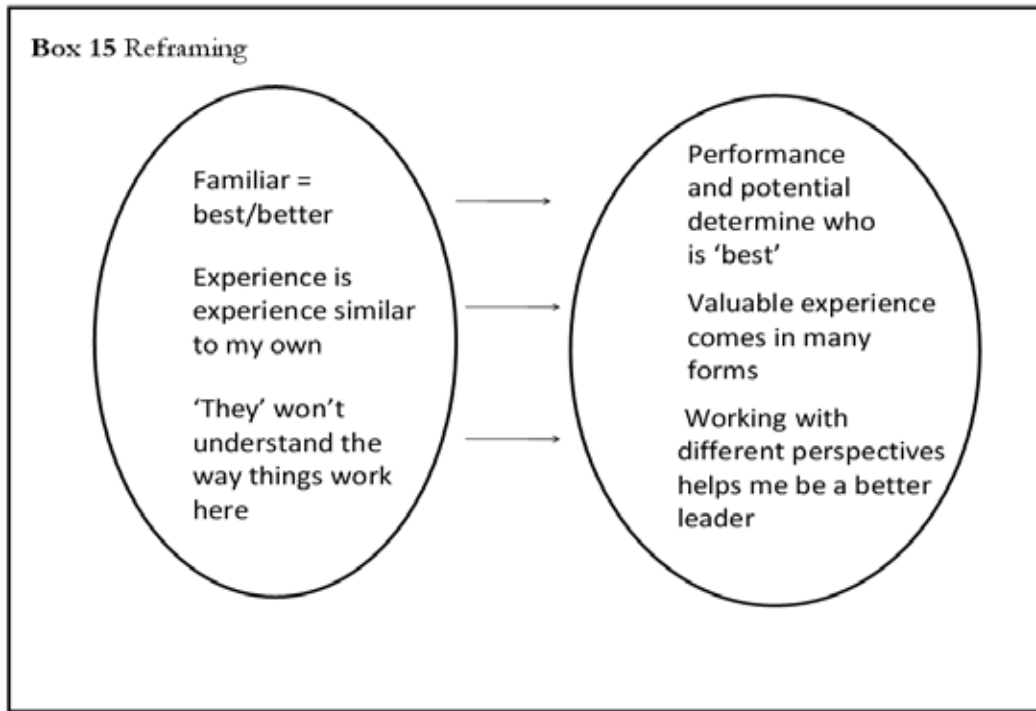 Box 15 Reframing
Familiar =
best/better
Experience is
experience similar
to my own
‘They’ won’t
understand the
way things work
here
Performance
and potential
determine who
is ‘best’
Valuable experience
comes in many
forms
Working with
different perspectives
helps me be a better
leader